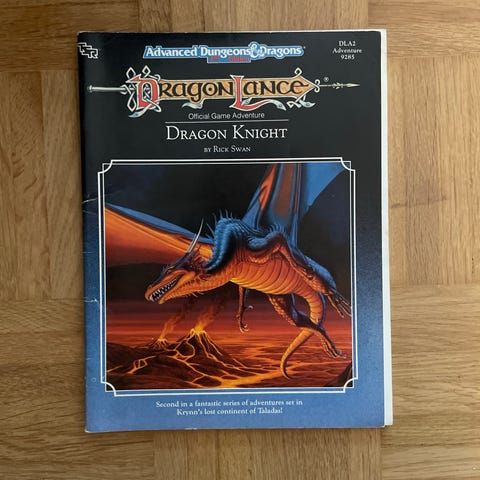 TSR
Advanced Dungeons & Dragons®
DLA2
Adventure
9285
DRAGONLANCE®
Official Game Adventure
DRAGON KNIGHT
BY RICK SWAN
Second in a fantastic series of adventures set in
Krynn's lost continent of Taladas!